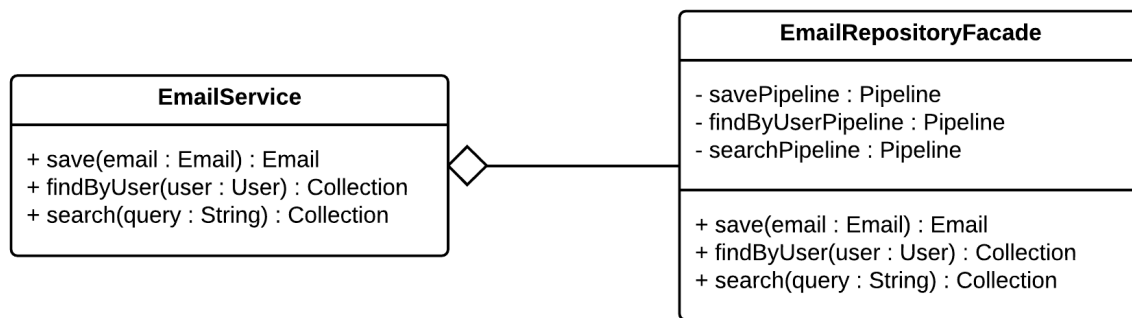 EmailService
+ save(email : Email) : Email
+ findByUser(user : User) : Collection
+ search(query : String) : Collection
EmailRepositoryFacade
- savePipeline : Pipeline
- findByUserPipeline : Pipeline
- searchPipeline : Pipeline
+ save(email : Email) : Email
+ findByUser(user : User) : Collection
+ search(query : String) : Collection